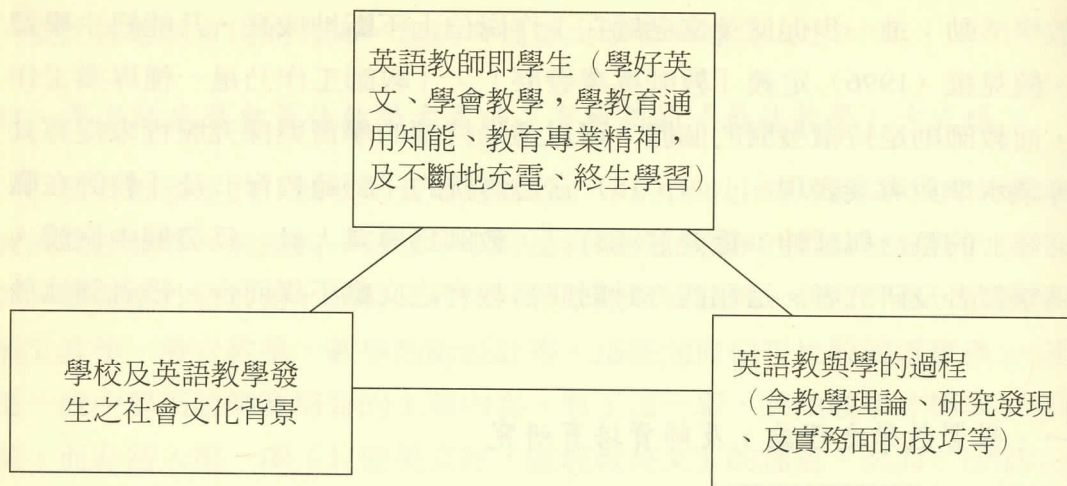 英語教師即學生（學好英
文、學會教學，學教育通
用知能、教育專業精神，
及不斷地充電、終生學習）
學校及英語教學發
生之社會文化背景
英語教與學的過程
（含教學理論、研究發現
、及實務面的技巧等）